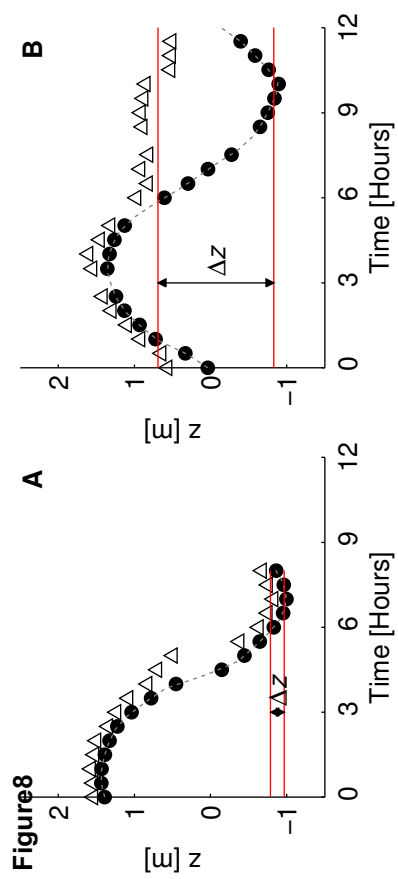 Figure8
A
2
1
0
−1
z [m]
Δz
0 3 6 9 12
Time [Hours]
B
2
1
0
−1
z [m]
Δz
0 3 6 9 12
Time [Hours]